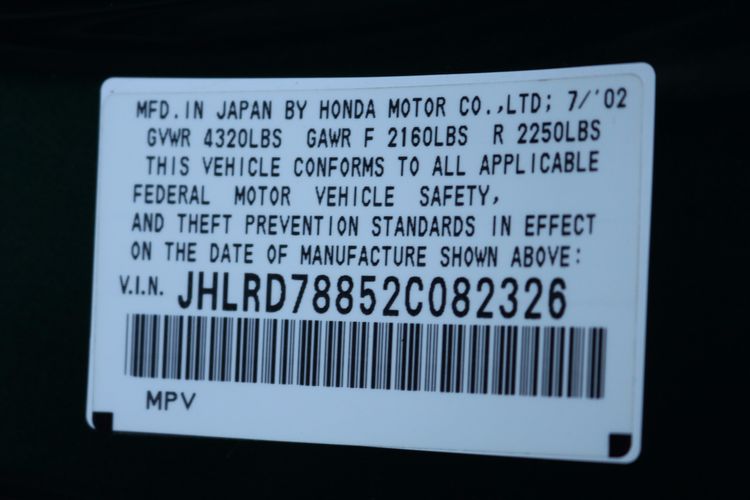 MFD. IN JAPAN BY HONDA MOTOR CO.,LTD; 7/'02
GVWR 4320LBS GAWR F 2160LBS R 2250LBS
THIS VEHICLE CONFORMS TO ALL APPLICABLE
FEDERAL MOTOR VEHICLE SAFETY,
AND THEFT PREVENTION STANDARDS IN EFFECT
ON THE DATE OF MANUFACTURE SHOWN ABOVE:
V.I.N. JHLRD78852C082326
MPV